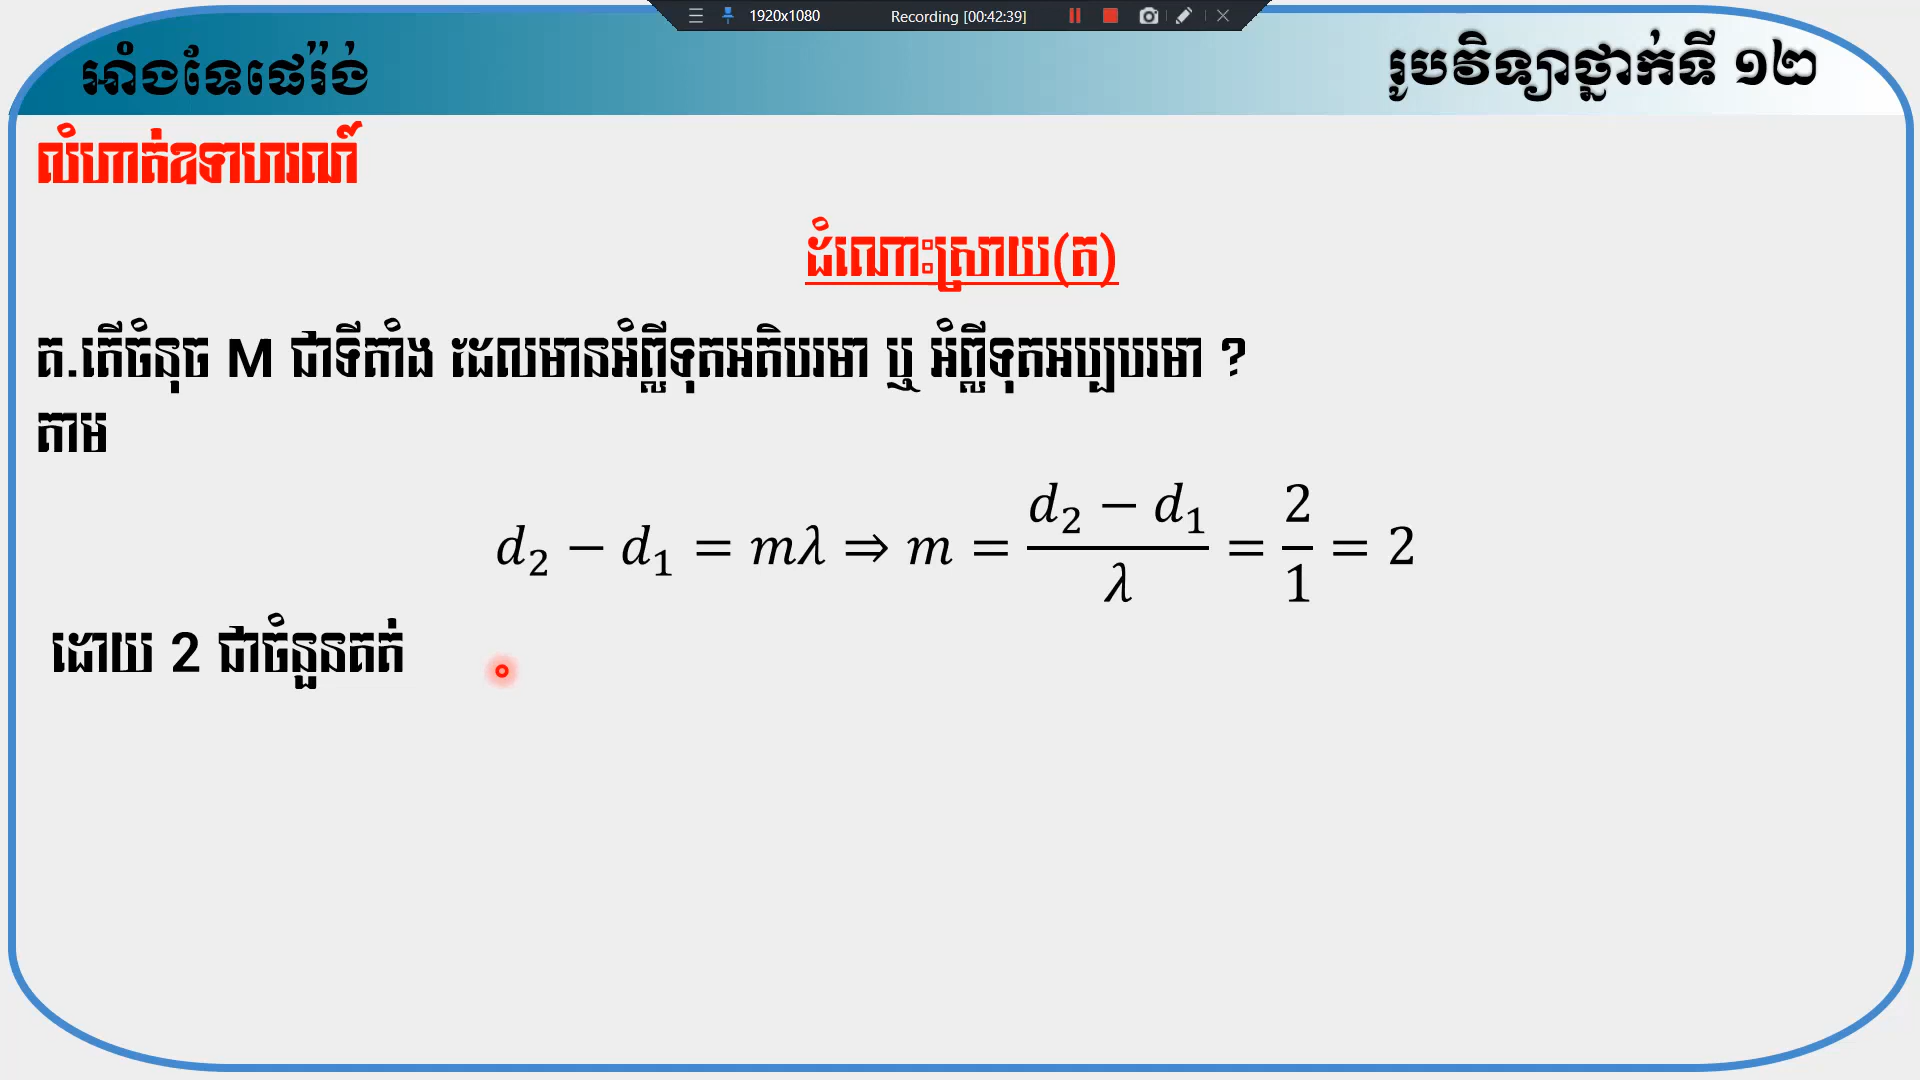 1920x1080 Recording [00:42:39]
អាំងទែផេរ៉ង់
រូបវិទ្យាថ្នាក់ទី ១២
លំហាត់ឧទាហរណ៍
ដំណោះស្រាយ(ត)
គ.តើចំនុច M ជាទីតាំង ដែលមានអំព្លីទុតអតិបរមា ឬ អំព្លីទុតអប្បបរមា ?
តាម
d₂ − d₁ = mλ ⇒ m = (d₂ − d₁)/λ = 2/1 = 2
ដោយ 2 ជាចំនួនគត់